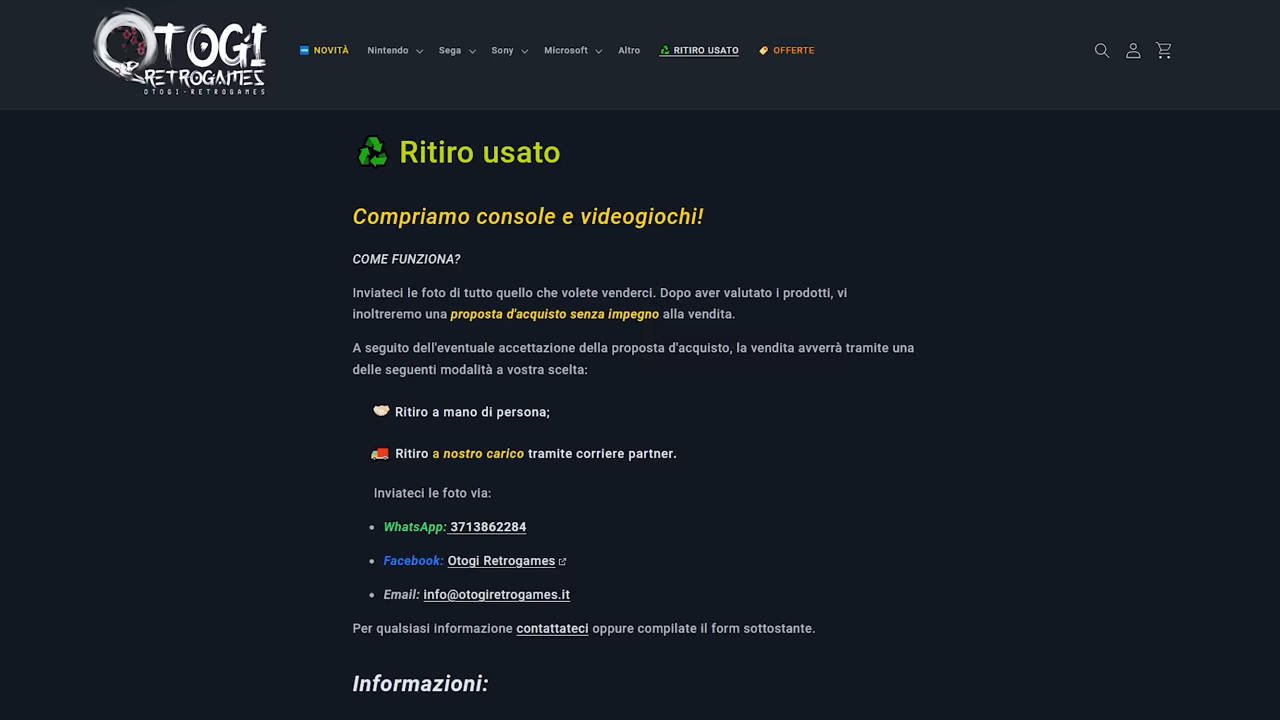 OTOGI
RETROGAMES
OTOGI-RETROGAMES
NOVITÀ
Nintendo
Sega
Sony
Microsoft
Altro
RITIRO USATO
OFFERTE
Ritiro usato
Compriamo console e videogiochi!
COME FUNZIONA?
Inviateci le foto di tutto quello che volete venderci. Dopo aver valutato i prodotti, vi
inoltreremo una proposta d'acquisto senza impegno alla vendita.
A seguito dell'eventuale accettazione della proposta d'acquisto, la vendita avverrà tramite una
delle seguenti modalità a vostra scelta:
Ritiro a mano di persona;
Ritiro a nostro carico tramite corriere partner.
Inviateci le foto via:
• WhatsApp: 3713862284
• Facebook: Otogi Retrogames
• Email: info@otogiretrogames.it
Per qualsiasi informazione contattateci oppure compilate il form sottostante.
Informazioni: